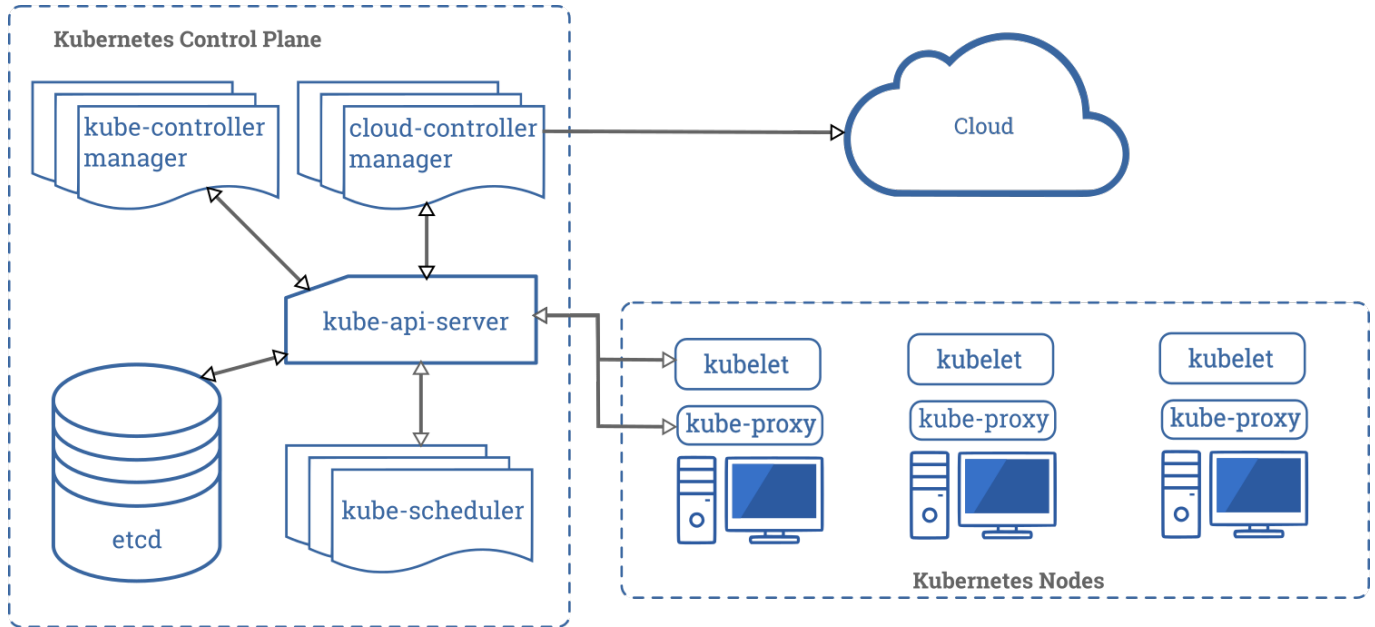 Kubernetes Control Plane
kube-controller
manager
cloud-controller
manager
Cloud
kube-api-server
kubelet
kubelet
kubelet
kube-proxy
kube-proxy
kube-proxy
etcd
kube-scheduler
Kubernetes Nodes